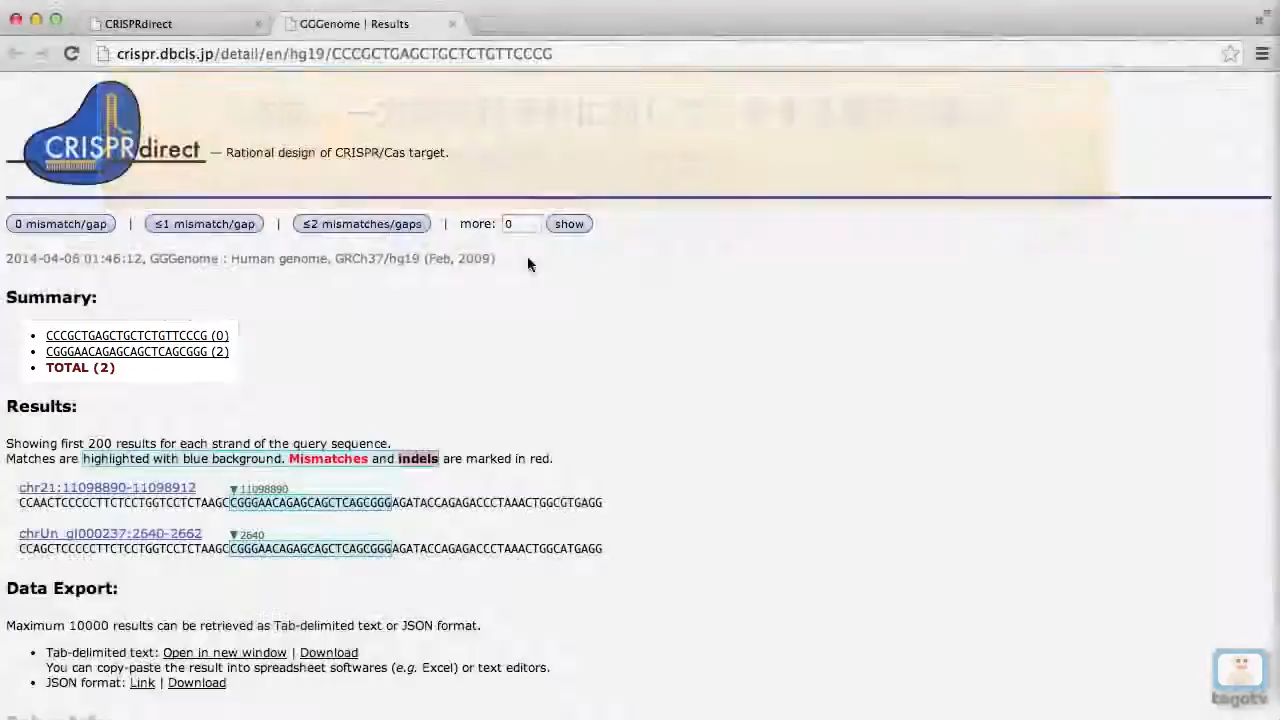 CRISPRdirect
GGGenome | Results
crispr.dbcls.jp/detail/en/hg19/CCCGCTGAGCTGCTCTGTTCCCG
CRISPRdirect — Rational design of CRISPR/Cas target.
0 mismatch/gap | ≤1 mismatch/gap | ≤2 mismatches/gaps | more: 0 show
2014-04-06 01:46:12, GGGenome : Human genome, GRCh37/hg19 (Feb, 2009)
Summary:
• CCCGCTGAGCTGCTCTGTTCCCG (0)
• CGGGAACAGAGCAGCTCAGCGGG (2)
• TOTAL (2)
Results:
Showing first 200 results for each strand of the query sequence.
Matches are highlighted with blue background. Mismatches and indels are marked in red.
chr21:11098890-11098912 ▼11098890
CCAACTCCCCCTTCTCCTGGTCCTCTAAGCCGGGAACAGAGCAGCTCAGCGGGAGATACCAGAGACCCTAAACTGGCGTGAGG
chrUn_gl000237:2640-2662 ▼2640
CCAGCTCCCCCTTCTCCTGGTCCTCTAAGCCGGGAACAGAGCAGCTCAGCGGGAGATACCAGAGACCCTAAACTGGCATGAGG
Data Export:
Maximum 10000 results can be retrieved as Tab-delimited text or JSON format.
• Tab-delimited text: Open in new window | Download
You can copy-paste the result into spreadsheet softwares (e.g. Excel) or text editors.
• JSON format: Link | Download
togotv